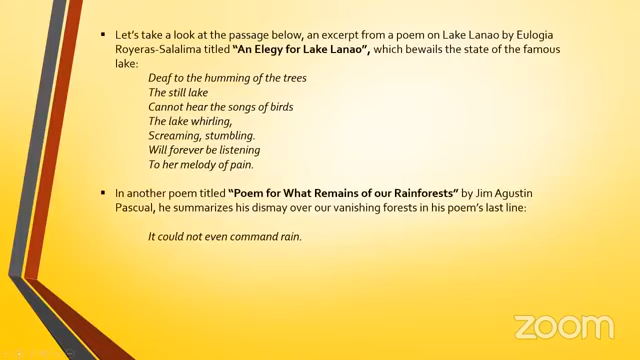 ▪ Let's take a look at the passage below, an excerpt from a poem on Lake Lanao by Eulogia
Royeras-Salalima titled "An Elegy for Lake Lanao", which bewails the state of the famous
lake:
Deaf to the humming of the trees
The still lake
Cannot hear the songs of birds
The lake whirling,
Screaming, stumbling.
Will forever be listening
To her melody of pain.
▪ In another poem titled "Poem for What Remains of our Rainforests" by Jim Agustin
Pascual, he summarizes his dismay over our vanishing forests in his poem's last line:
It could not even command rain.
zoom